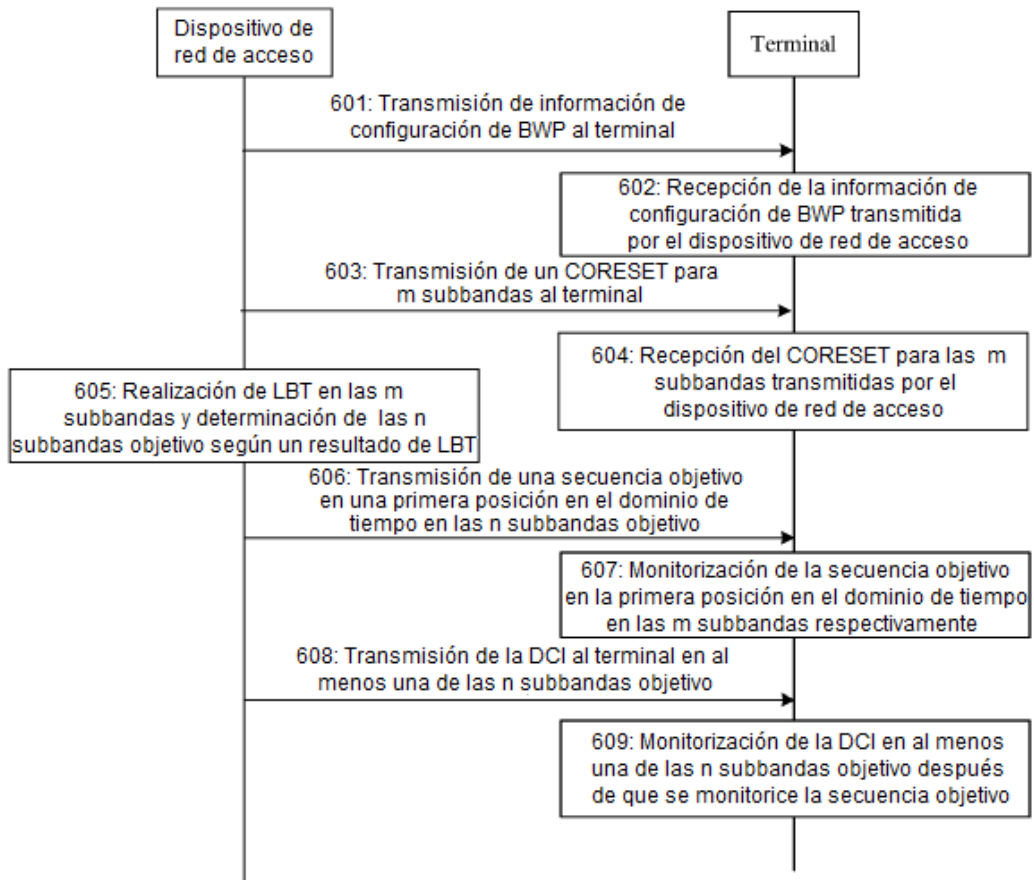 Dispositivo de
red de acceso
Terminal
601: Transmisión de información de
configuración de BWP al terminal
602: Recepción de la información de
configuración de BWP transmitida
por el dispositivo de red de acceso
603: Transmisión de un CORESET para
m subbandas al terminal
604: Recepción del CORESET para las m
subbandas transmitidas por el
dispositivo de red de acceso
605: Realización de LBT en las m
subbandas y determinación de las n
subbandas objetivo según un resultado de LBT
606: Transmisión de una secuencia objetivo
en una primera posición en el dominio de
tiempo en las n subbandas objetivo
607: Monitorización de la secuencia objetivo
en la primera posición en el dominio de tiempo
en las m subbandas respectivamente
608: Transmisión de la DCI al terminal en al
menos una de las n subbandas objetivo
609: Monitorización de la DCI en al menos
una de las n subbandas objetivo después
de que se monitorice la secuencia objetivo